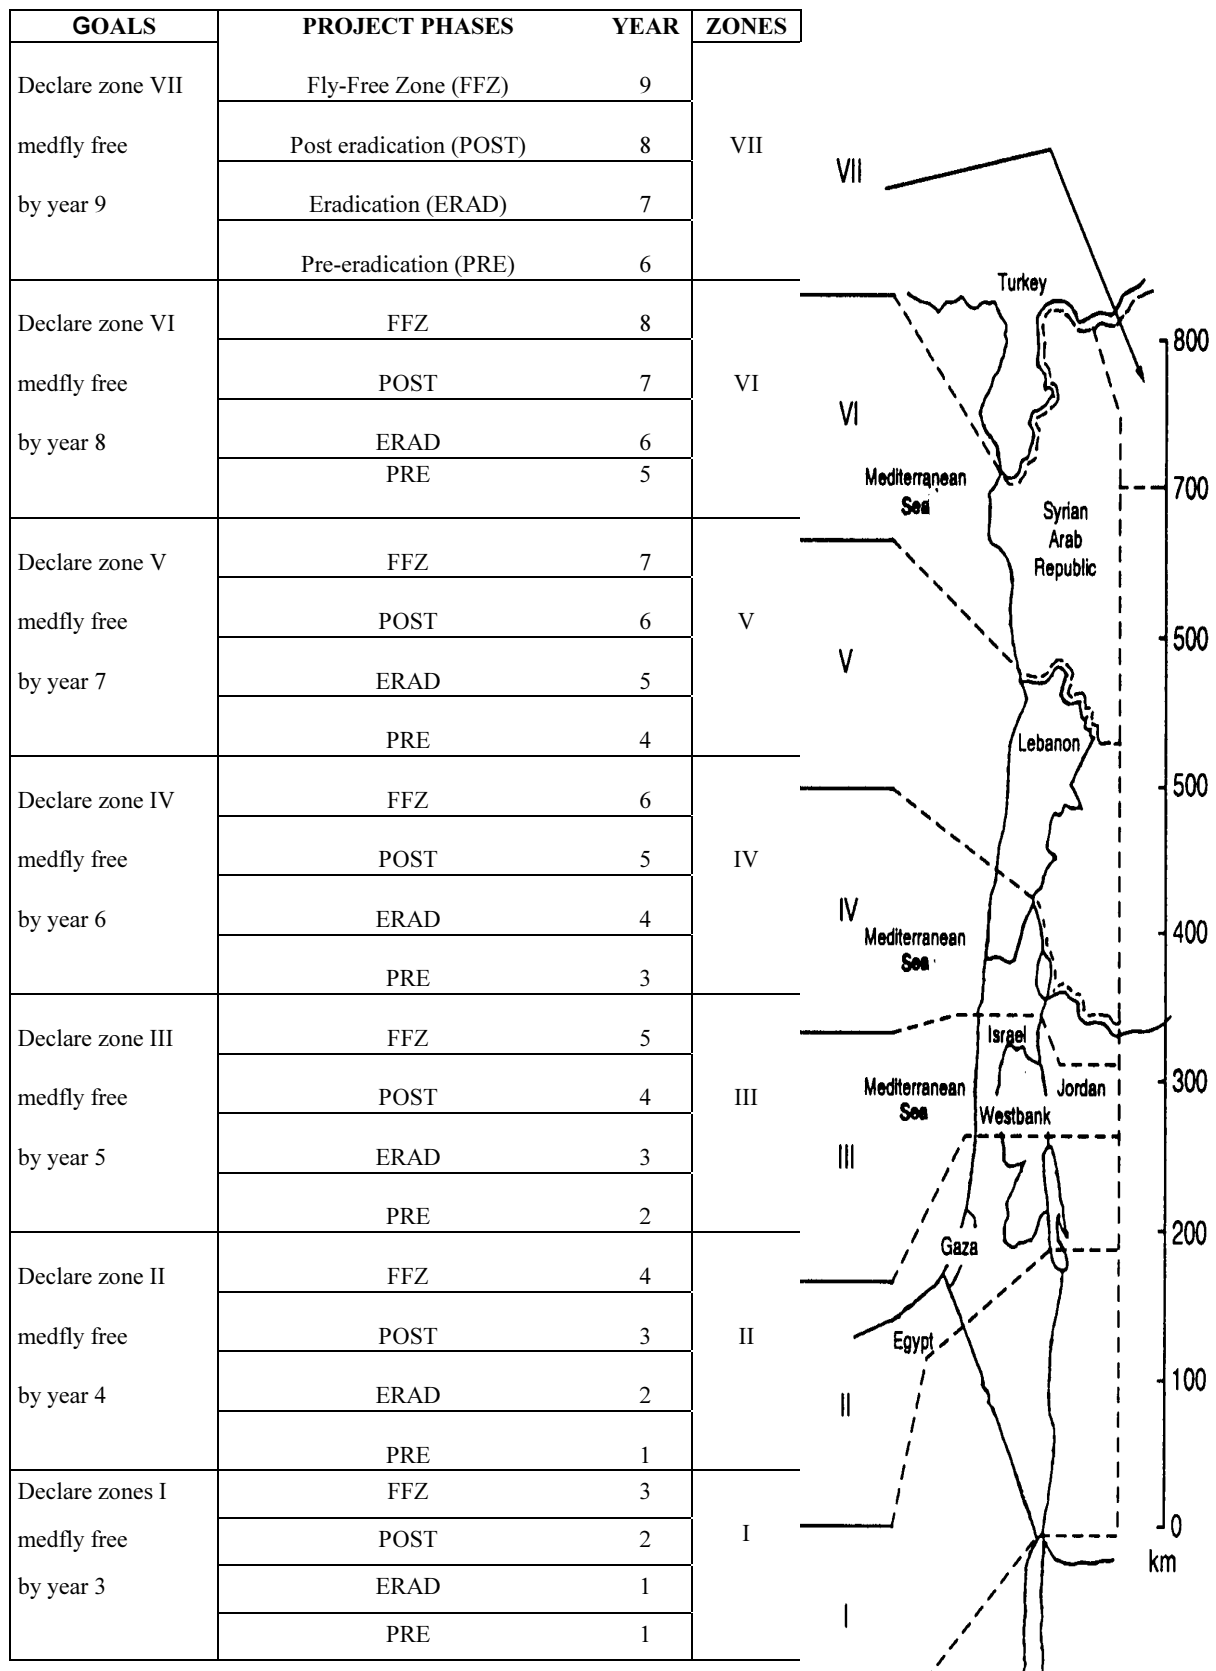 GOALS PROJECT PHASES YEAR ZONES
Declare zone VII Fly-Free Zone (FFZ) 9
medfly free Post eradication (POST) 8 VII
by year 9 Eradication (ERAD) 7
Pre-eradication (PRE) 6
Declare zone VI FFZ 8
medfly free POST 7 VI
by year 8 ERAD 6
PRE 5
Declare zone V FFZ 7
medfly free POST 6 V
by year 7 ERAD 5
PRE 4
Declare zone IV FFZ 6
medfly free POST 5 IV
by year 6 ERAD 4
PRE 3
Declare zone III FFZ 5
medfly free POST 4 III
by year 5 ERAD 3
PRE 2
Declare zone II FFZ 4
medfly free POST 3 II
by year 4 ERAD 2
PRE 1
Declare zones I FFZ 3
medfly free POST 2 I
by year 3 ERAD 1
PRE 1
VII
Turkey
800
VI
Mediterranean
Sea
700
Syrian
Arab
Republic
500
V
Lebanon
500
IV
Mediterranean
Sea
400
Israel
300
Mediterranean
Sea
Jordan
Westbank
III
200
Gaza
Egypt
100
II
0
km
I